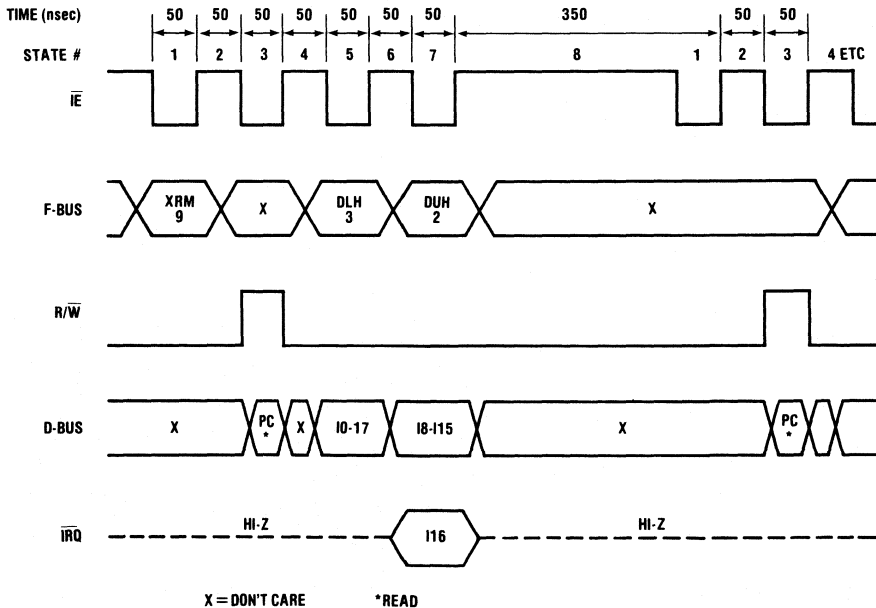 TIME (nsec) 50 50 50 50 50 50 50 350 50 50
STATE # 1 2 3 4 5 6 7 8 1 2 3 4 ETC
IE
F-BUS XRM 9 X DLH 3 DUH 2 X
R/W
D-BUS X PC * X I0-17 I8-I15 X PC *
IRQ HI-Z I16 HI-Z
X = DON'T CARE *READ